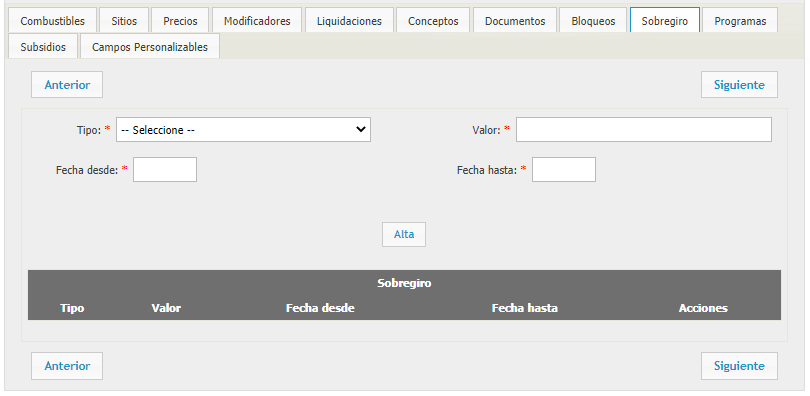 Combustibles Sitios Precios Modificadores Liquidaciones Conceptos Documentos Bloqueos Sobregiro Programas
Subsidios Campos Personalizables
Anterior Siguiente
Tipo: * -- Seleccione -- Valor: *
Fecha desde: * Fecha hasta: *
Alta
Sobregiro
Tipo Valor Fecha desde Fecha hasta Acciones
Anterior Siguiente